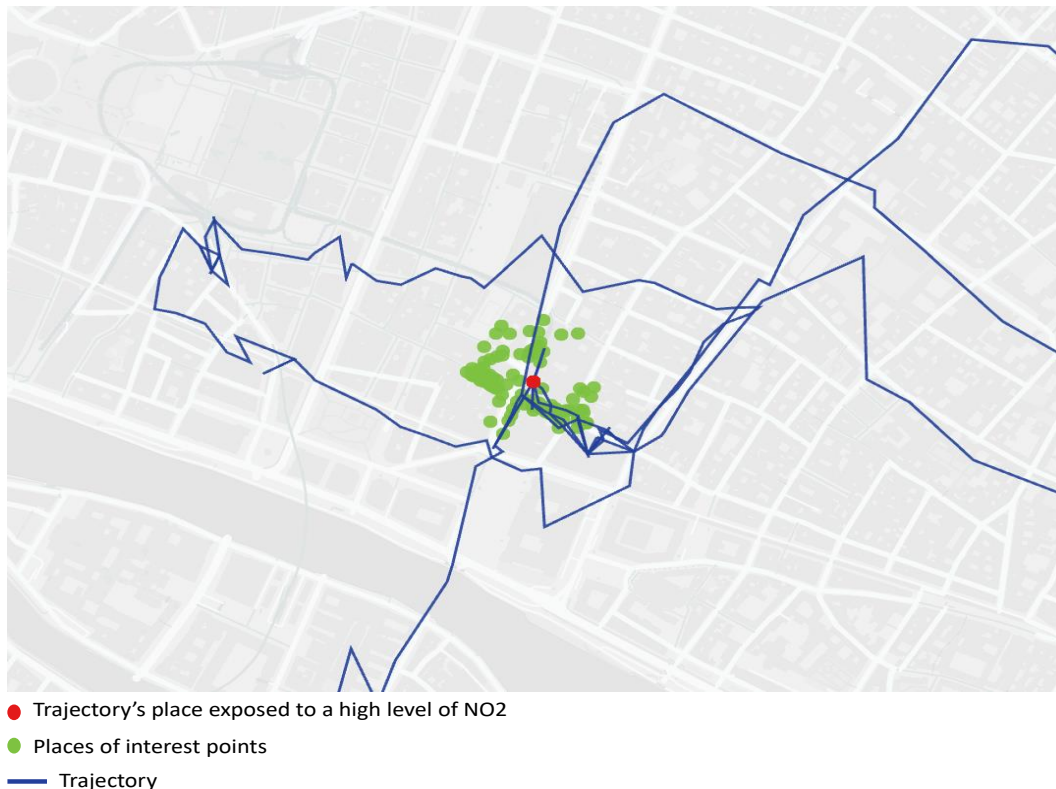 Trajectory's place exposed to a high level of NO2
Places of interest points
Trajectory